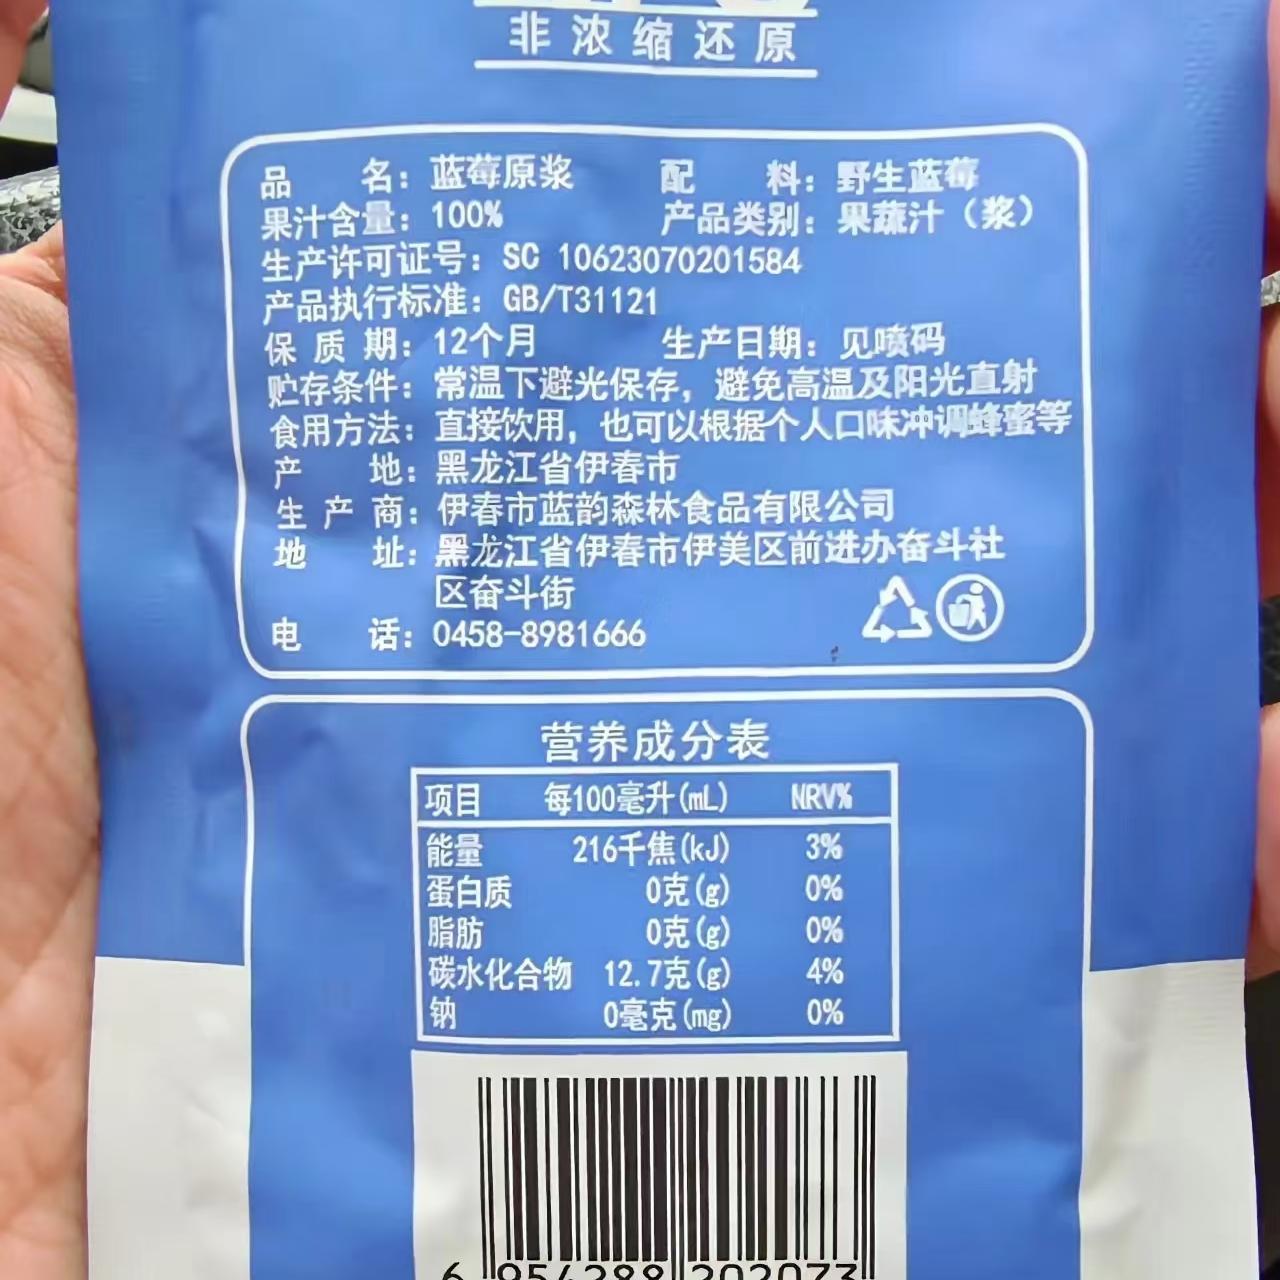 非浓缩还原
品 名：蓝莓原浆 配 料：野生蓝莓
果汁含量：100% 产品类别：果蔬汁（浆）
生产许可证号：SC 10623070201584
产品执行标准：GB/T31121
保 质 期：12个月 生产日期：见喷码
贮存条件：常温下避光保存，避免高温及阳光直射
食用方法：直接饮用，也可以根据个人口味冲调蜂蜜等
产 地：黑龙江省伊春市
生 产 商：伊春市蓝韵森林食品有限公司
地 址：黑龙江省伊春市伊美区前进办奋斗社
区奋斗街
电 话：0458-8981666
营养成分表
项目 每100毫升(mL) NRV%
能量 216千焦(kJ) 3%
蛋白质 0克(g) 0%
脂肪 0克(g) 0%
碳水化合物 12.7克(g) 4%
钠 0毫克(mg) 0%
6 954288 202073